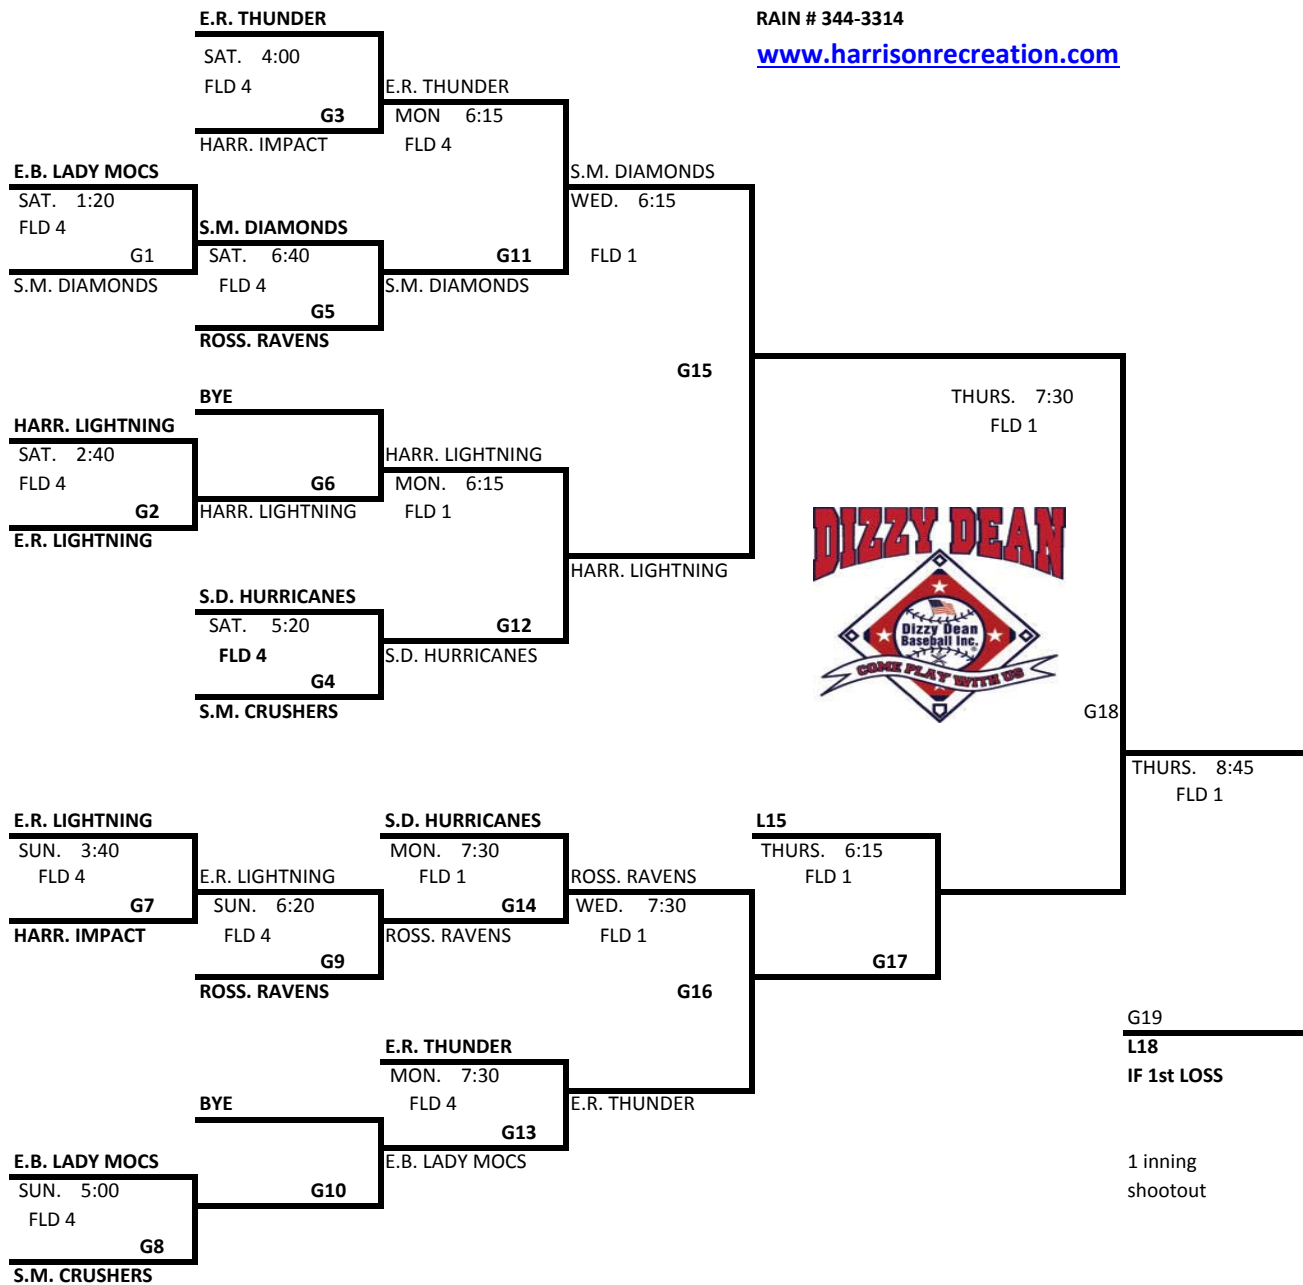 E.R. THUNDER
RAIN # 344-3314
SAT. 4:00
www.harrisonrecreation.com
FLD 4
E.R. THUNDER
G3
MON 6:15
HARR. IMPACT
FLD 4
E.B. LADY MOCS
S.M. DIAMONDS
SAT. 1:20
WED. 6:15
FLD 4
S.M. DIAMONDS
G1
SAT. 6:40
G11
FLD 1
S.M. DIAMONDS
FLD 4
S.M. DIAMONDS
G5
ROSS. RAVENS
G15
BYE
THURS. 7:30
HARR. LIGHTNING
FLD 1
SAT. 2:40
HARR. LIGHTNING
FLD 4
G6
MON. 6:15
G2
HARR. LIGHTNING
FLD 1
E.R. LIGHTNING
DIZZY DEAN
HARR. LIGHTNING
S.D. HURRICANES
SAT. 5:20
G12
Dizzy Dean
Baseball Inc.
®
FLD 4
S.D. HURRICANES
COME PLAY WITH US
G4
S.M. CRUSHERS
G18
THURS. 8:45
FLD 1
E.R. LIGHTNING
S.D. HURRICANES
L15
SUN. 3:40
MON. 7:30
THURS. 6:15
FLD 4
E.R. LIGHTNING
FLD 1
ROSS. RAVENS
FLD 1
G7
SUN. 6:20
G14
WED. 7:30
HARR. IMPACT
FLD 4
ROSS. RAVENS
FLD 1
G9
G17
ROSS. RAVENS
G16
G19
E.R. THUNDER
L18
MON. 7:30
IF 1st LOSS
BYE
FLD 4
E.R. THUNDER
G13
E.B. LADY MOCS
E.B. LADY MOCS
1 inning
SUN. 5:00
G10
shootout
FLD 4
G8
S.M. CRUSHERS